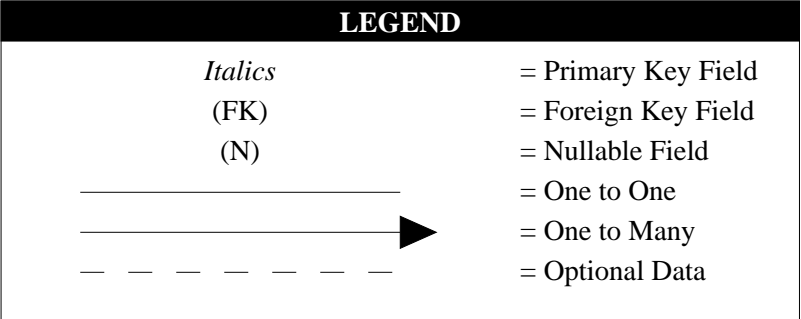 LEGEND
Italics = Primary Key Field
(FK) = Foreign Key Field
(N) = Nullable Field
= One to One
= One to Many
= Optional Data